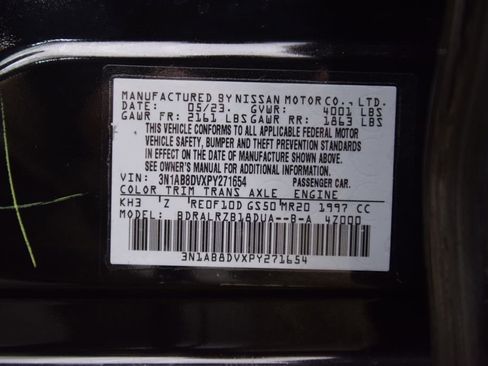 MANUFACTURED BY NISSAN MOTOR CO., LTD.
DATE: 05/23. GVWR: 4001 LBS
GAWR FR: 2161 LBS GAWR RR: 1863 LBS
THIS VEHICLE CONFORMS TO ALL APPLICABLE FEDERAL MOTOR
VEHICLE SAFETY, BUMPER AND THEFT PREVENTION STANDARDS
IN EFFECT ON THE DATE OF MANUFACTURE SHOWN ABOVE.
SEE OWNER'S MANUAL FOR ADDITIONAL INFORMATION.
VIN: 3N1AB8DVXPY271654 PASSENGER CAR.
COLOR TRIM TRANS AXLE ENGINE
KH3 Z RE0F10D GS50 MR20 1997 CC
MODEL: BDRALRZB18DUA--B-A 47000
3N1AB8DVXPY271654